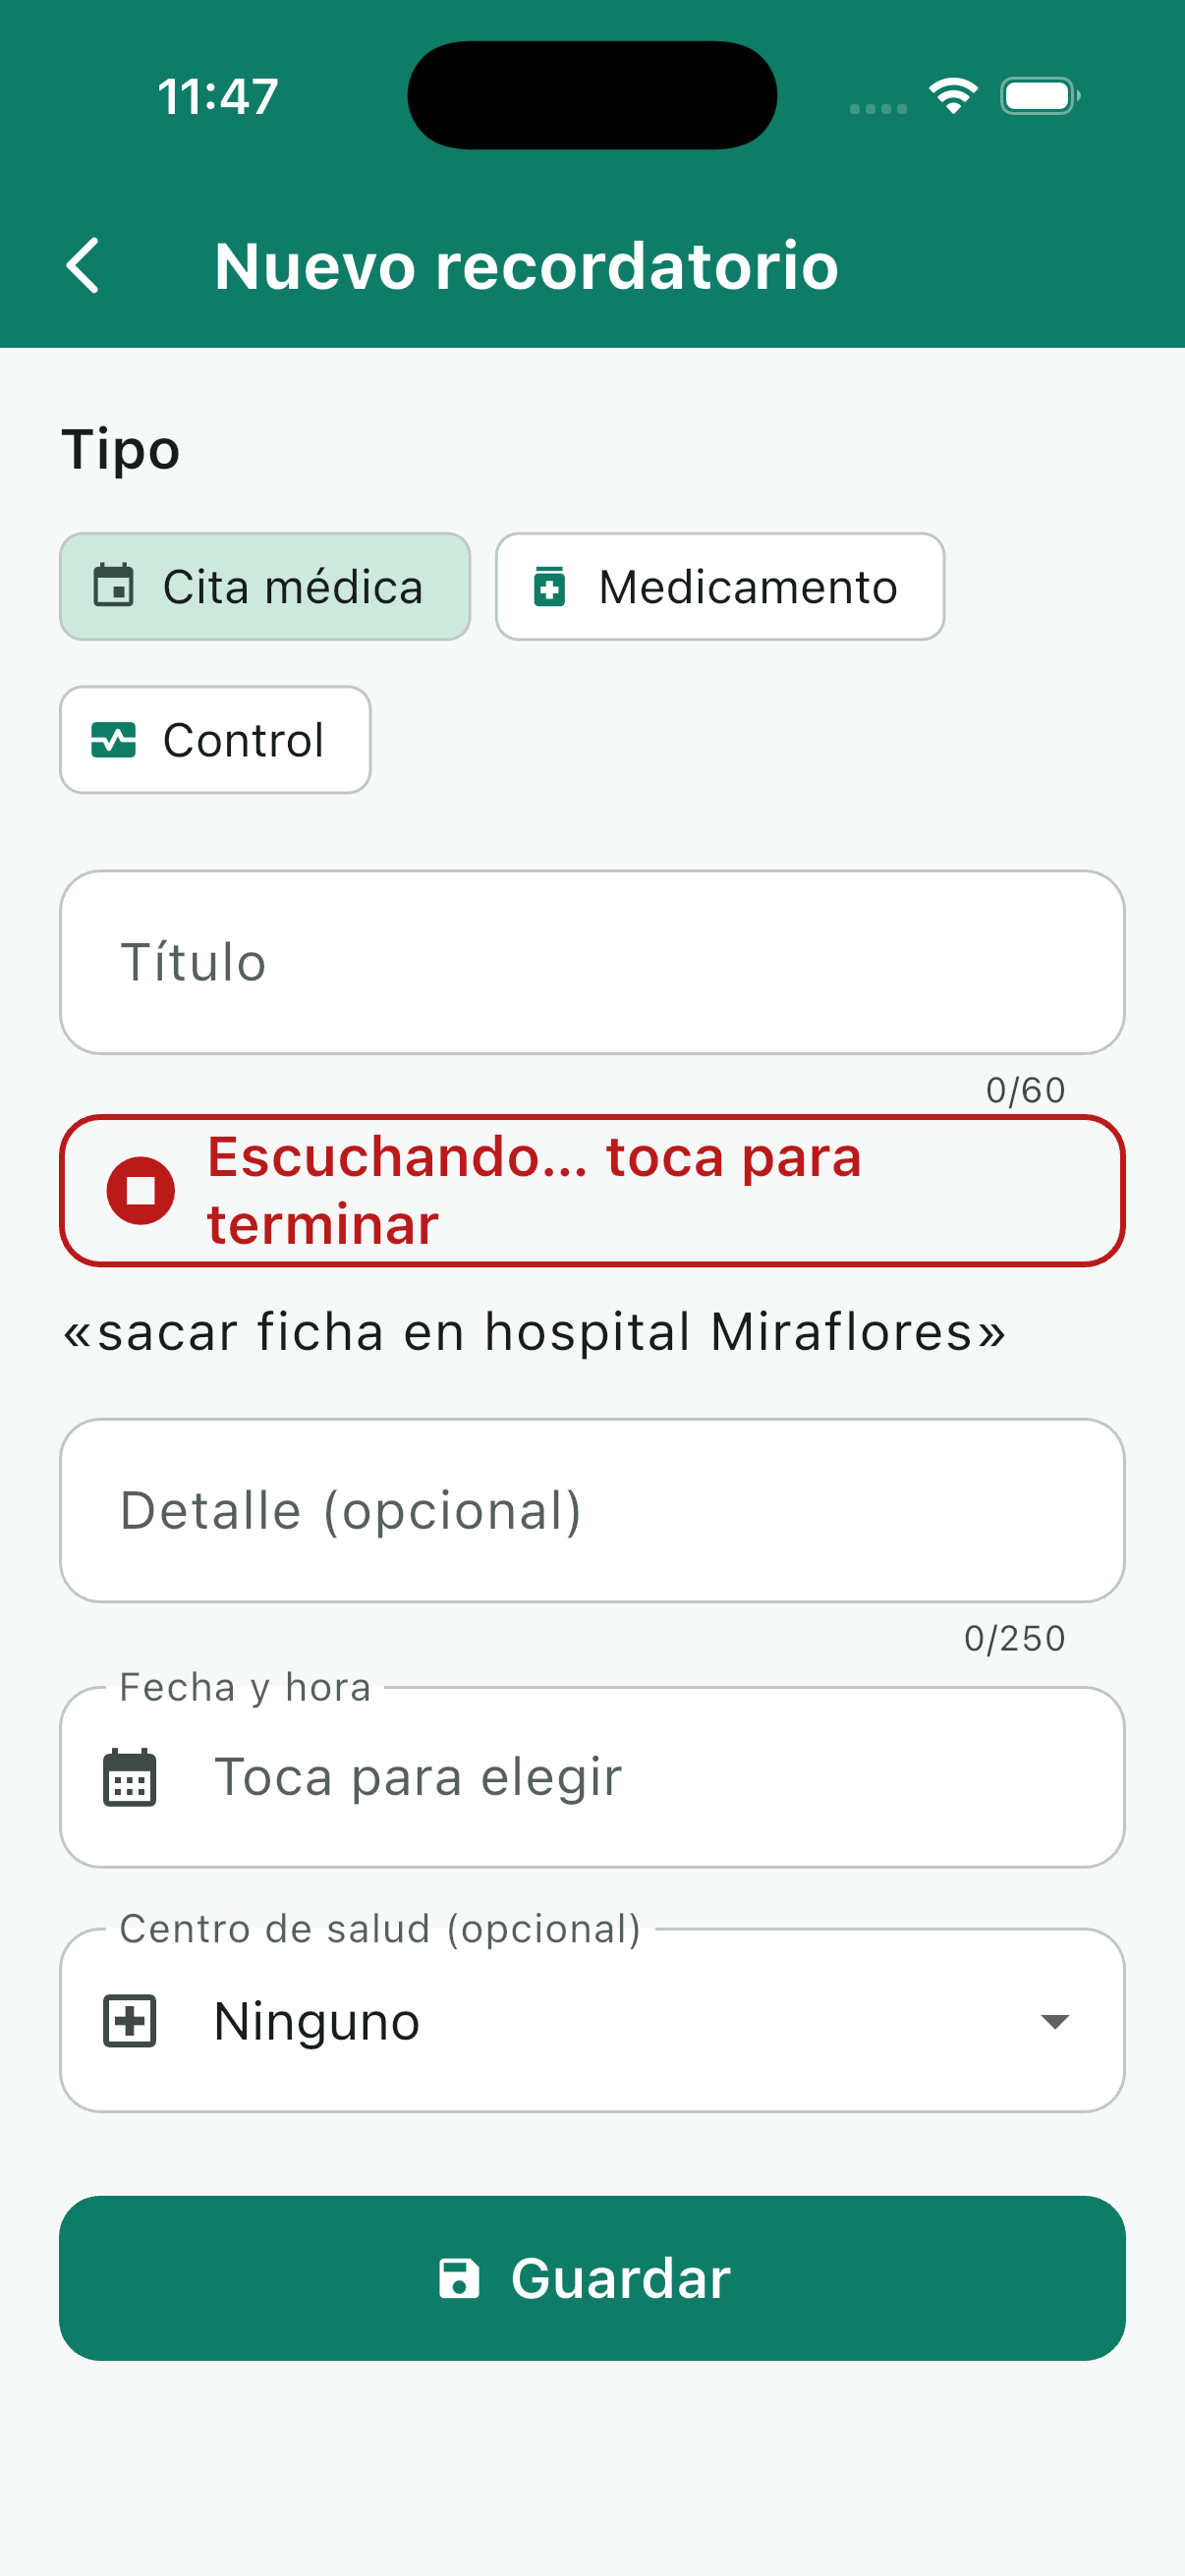 11:47
Nuevo recordatorio
Tipo
Cita médica
Medicamento
Control
Título
0/60
Escuchando... toca para
terminar
«sacar ficha en hospital Miraflores»
Detalle (opcional)
0/250
Fecha y hora
Toca para elegir
Centro de salud (opcional)
Ninguno
Guardar